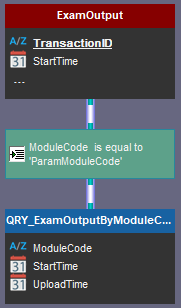 ExamOutput
A/Z TransactionID
31 StartTime
---
ModuleCode is equal to
'ParamModuleCode'
QRY_ExamOutputByModuleC...
A/Z ModuleCode
31 StartTime
31 UploadTime